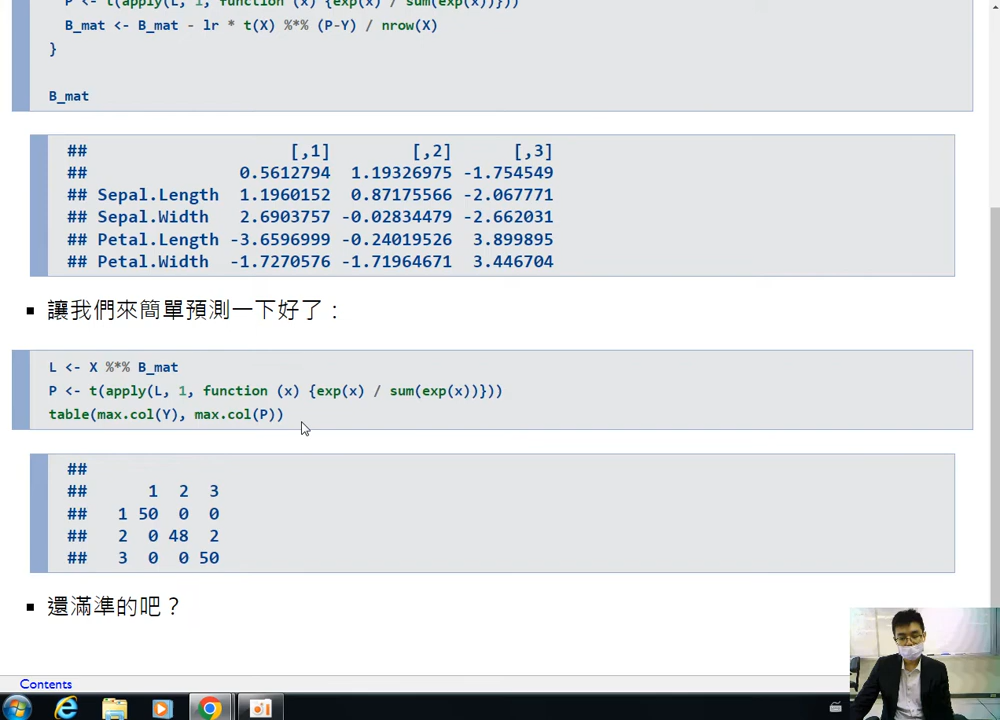 P <- t(apply(L, 1, function (x) {exp(x) / sum(exp(x))}))
B_mat <- B_mat - lr * t(X) %*% (P-Y) / nrow(X)
}
B_mat
## [,1] [,2] [,3]
## 0.5612794 1.19326975 -1.754549
## Sepal.Length 1.1960152 0.87175566 -2.067771
## Sepal.Width 2.6903757 -0.02834479 -2.662031
## Petal.Length -3.6596999 -0.24019526 3.899895
## Petal.Width -1.7270576 -1.71964671 3.446704
讓我們來簡單預測一下好了：
L <- X %*% B_mat
P <- t(apply(L, 1, function (x) {exp(x) / sum(exp(x))}))
table(max.col(Y), max.col(P))
##
## 1 2 3
## 1 50 0 0
## 2 0 48 2
## 3 0 0 50
還滿準的吧？
Contents